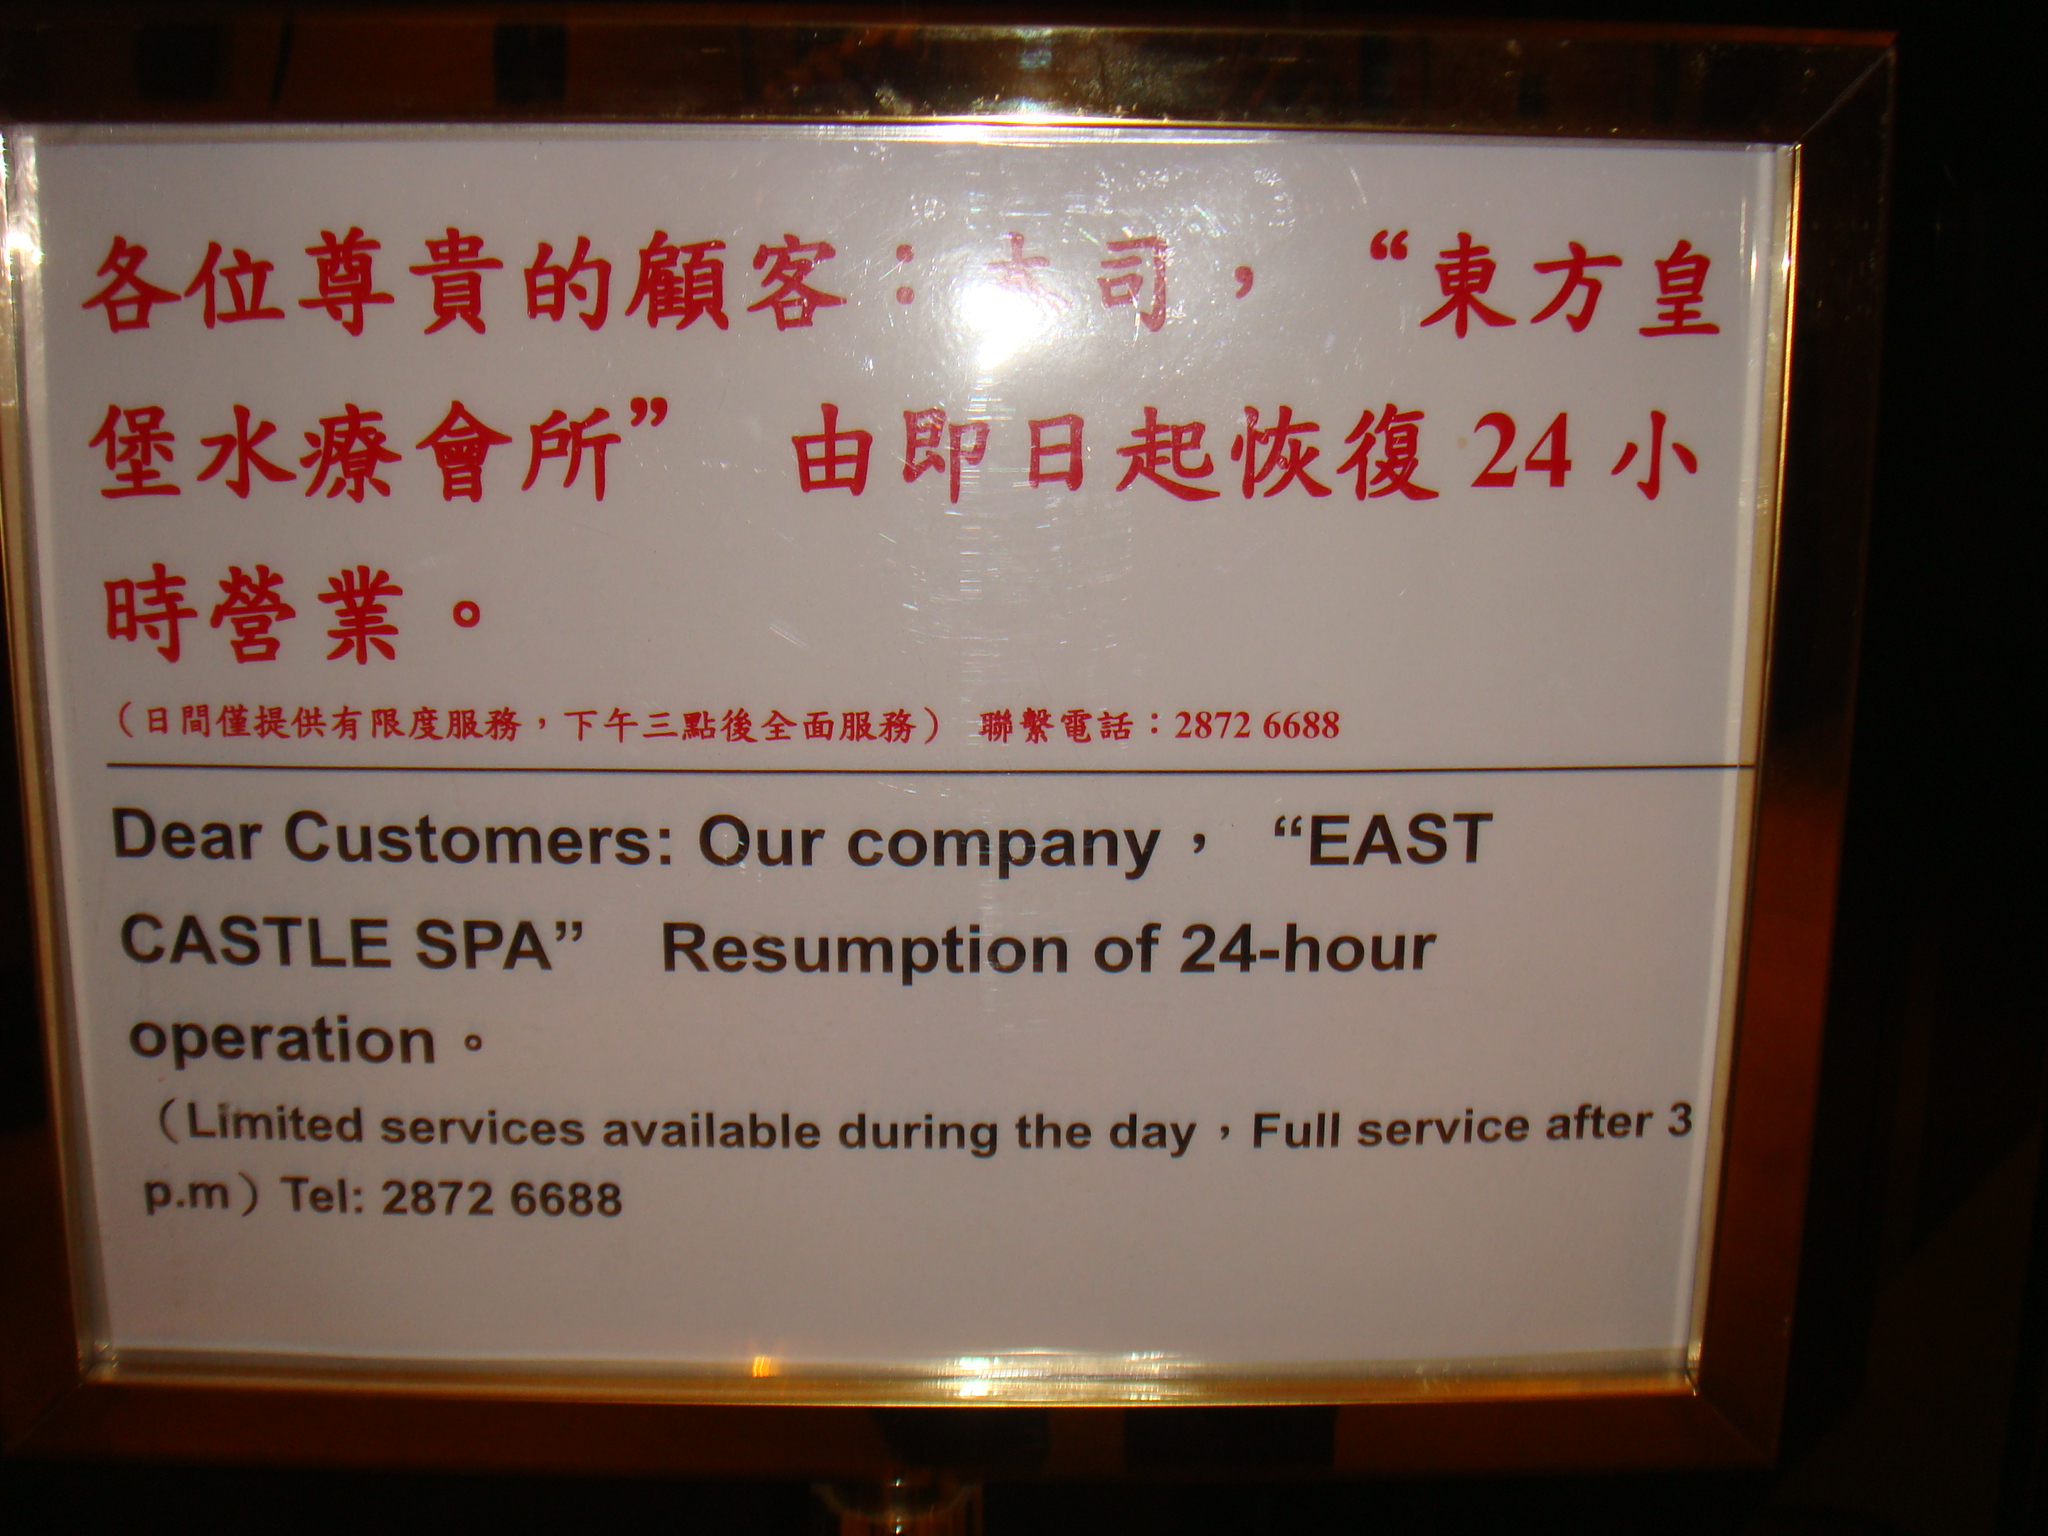 各位尊貴的顧客：本司，“東方皇
堡水療會所” 由即日起恢復 24 小
時營業。
（日間僅提供有限度服務，下午三點後全面服務） 聯繫電話：2872 6688
Dear Customers: Our company， “EAST
CASTLE SPA” Resumption of 24-hour
operation。
（Limited services available during the day，Full service after 3
p.m）Tel: 2872 6688